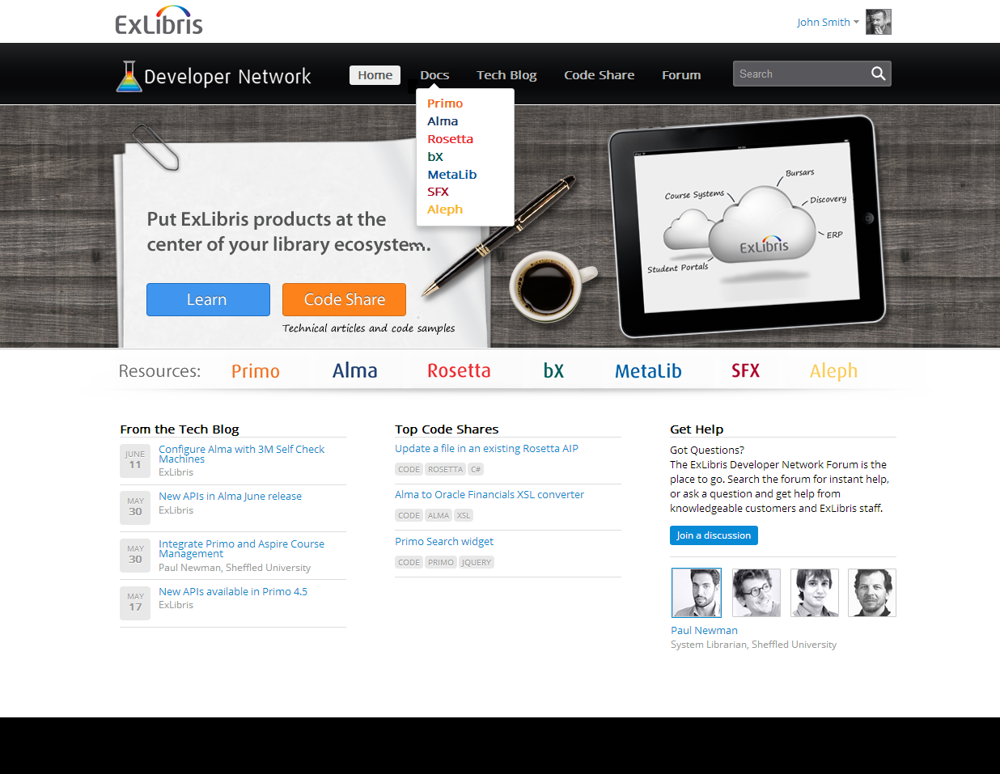 ExLibris
John Smith
Developer Network
Home
Docs
Tech Blog
Code Share
Forum
Search
Primo
Alma
Rosetta
bX
MetaLib
SFX
Aleph
Put ExLibris products at the
center of your library ecosystem.
Learn
Code Share
Technical articles and code samples
Bursars
Course Systems
Discovery
ERP
ExLibris
Student Portals
Resources:
Primo
Alma
Rosetta
bX
MetaLib
SFX
Aleph
From the Tech Blog
JUNE
11
Configure Alma with 3M Self Check
Machines
ExLibris
MAY
30
New APIs in Alma June release
ExLibris
MAY
30
Integrate Primo and Aspire Course
Management
Paul Newman, Sheffled University
MAY
17
New APIs available in Primo 4.5
ExLibris
Top Code Shares
Update a file in an existing Rosetta AIP
CODE ROSETTA C#
Alma to Oracle Financials XSL converter
CODE ALMA XSL
Primo Search widget
CODE PRIMO JQUERY
Get Help
Got Questions?
The ExLibris Developer Network Forum is the
place to go. Search the forum for instant help,
or ask a question and get help from
knowledgeable customers and ExLibris staff.
Join a discussion
Paul Newman
System Librarian, Sheffled University